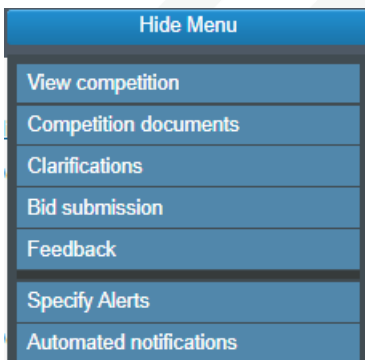 Hide Menu
View competition
Competition documents
Clarifications
Bid submission
Feedback
Specify Alerts
Automated notifications